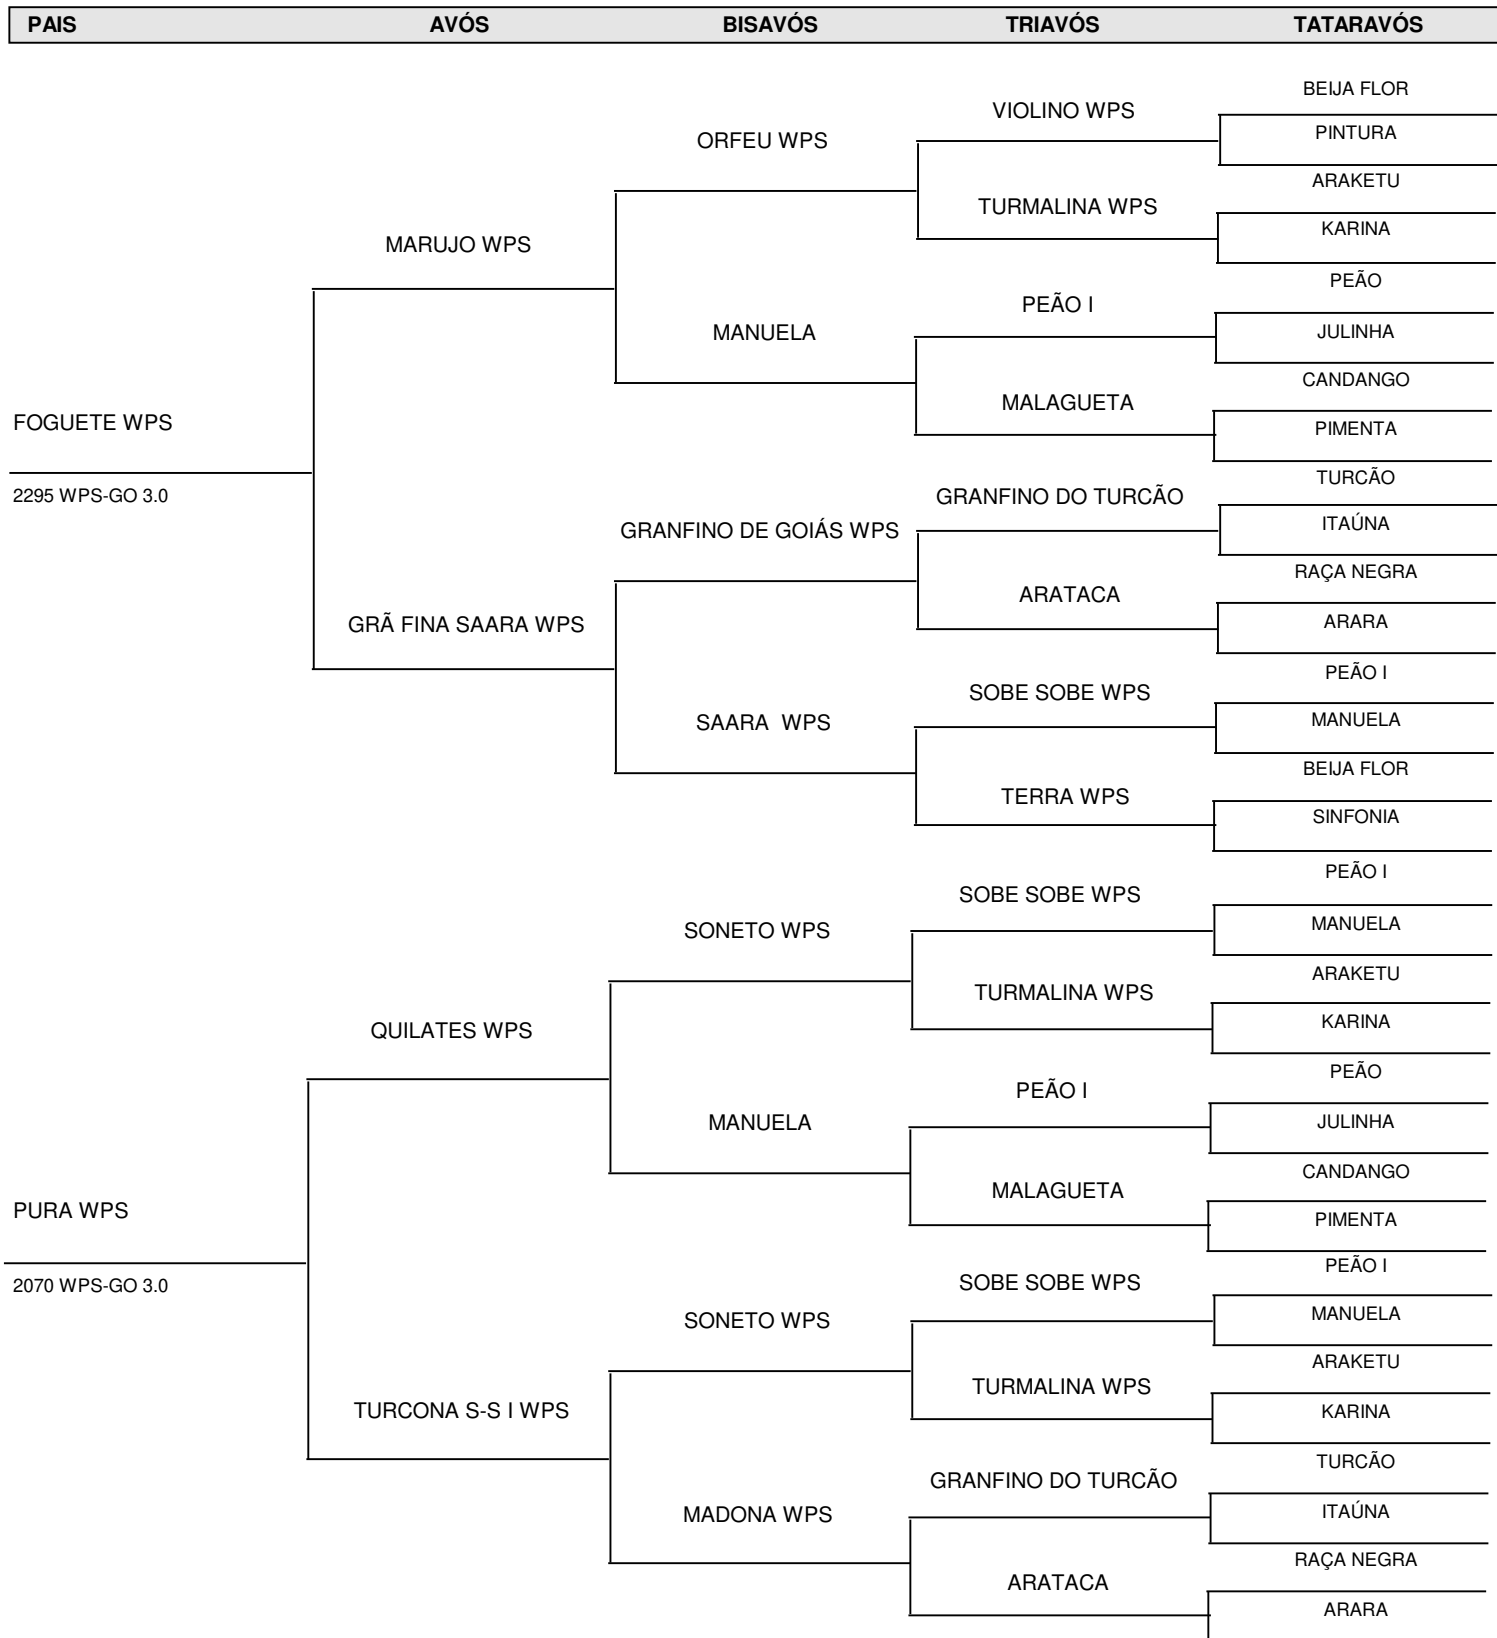 PAIS AVÓS BISAVÓS TRIAVÓS TATARAVÓS
BEIJA FLOR
VIOLINO WPS
PINTURA
ORFEU WPS
ARAKETU
TURMALINA WPS
KARINA
MARUJO WPS
PEÃO
PEÃO I
JULINHA
MANUELA
CANDANGO
MALAGUETA
PIMENTA
FOGUETE WPS
2295 WPS-GO 3.0
TURCÃO
GRANFINO DO TURCÃO
ITAÚNA
GRANFINO DE GOIÁS WPS
RAÇA NEGRA
ARATACA
ARARA
GRÃ FINA SAARA WPS
PEÃO I
SOBE SOBE WPS
MANUELA
SAARA  WPS
BEIJA FLOR
TERRA WPS
SINFONIA
PEÃO I
SOBE SOBE WPS
MANUELA
SONETO WPS
ARAKETU
TURMALINA WPS
KARINA
QUILATES WPS
PEÃO
PEÃO I
JULINHA
MANUELA
CANDANGO
MALAGUETA
PIMENTA
PURA WPS
2070 WPS-GO 3.0
PEÃO I
SOBE SOBE WPS
MANUELA
SONETO WPS
ARAKETU
TURMALINA WPS
KARINA
TURCONA S-S I WPS
TURCÃO
GRANFINO DO TURCÃO
ITAÚNA
MADONA WPS
RAÇA NEGRA
ARATACA
ARARA